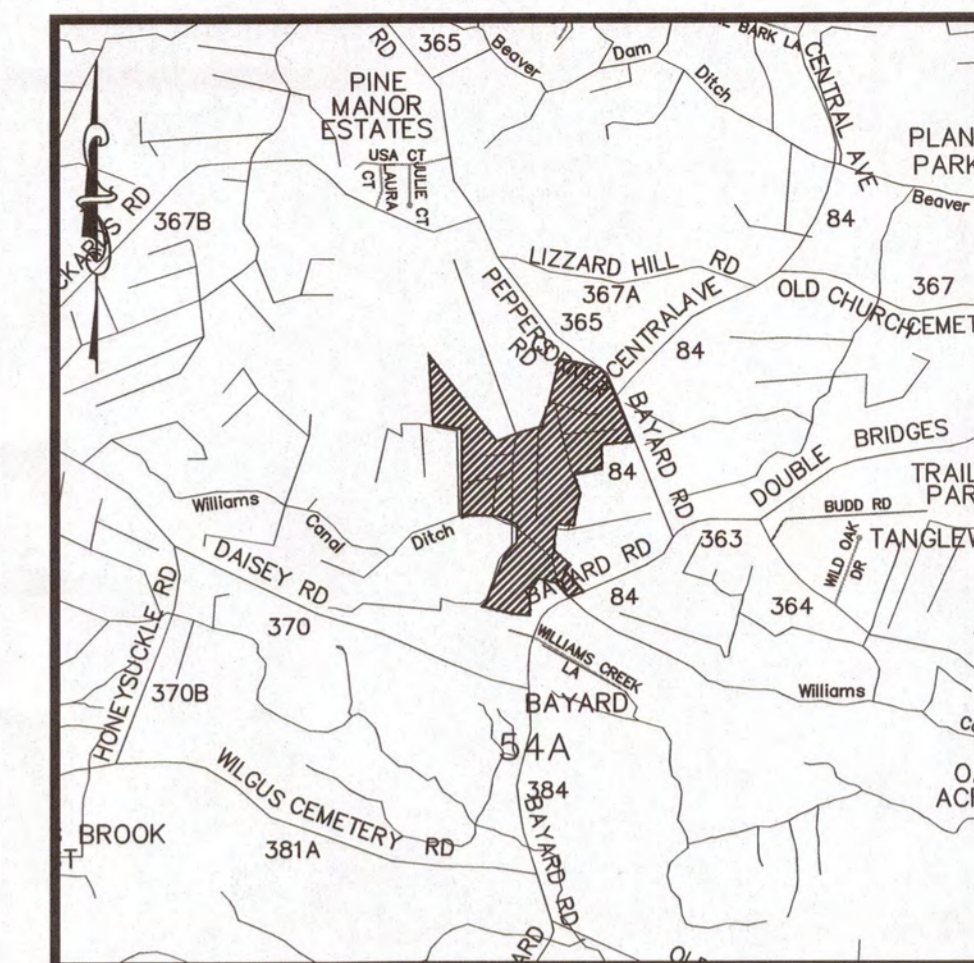 RD
365
Beaver
Dam
Ditch
BARK LA
CENTRAL AVE
PINE
MANOR
ESTATES
USA CT
LAURA
CT
JULIE CT
PLAN
PARK
Beaver
84
RD
367B
LIZZARD HILL RD
367A
365
PEPPER
RD
CENTRALAVE
84
OLD CHURCH
367
CEMET
BAYARD RD
84
DOUBLE BRIDGES
TRAIL
PAR
BUDD RD
WILD OAK
DR
TANGLEW
Williams
Canal
Ditch
DAISEY RD
370
BAYARD RD
84
363
364
HONEYSUCKLE RD
370B
WILLIAMS CREEK
LA
Williams
BAYARD
54A
384
BAYARD RD
WILGUS CEMETERY RD
381A
BROOK